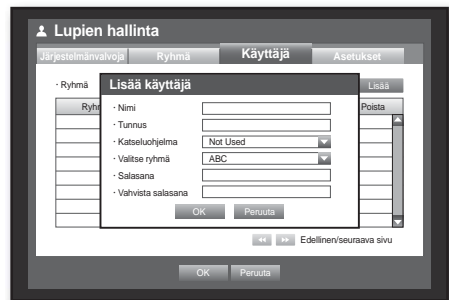 Lupien hallinta
Järjestelmänvalvoja Ryhmä Käyttäjä Asetukset
· Ryhmä Lisää
Lisää käyttäjä
Poista
· Nimi
· Tunnus
· Katseluohjelma Not Used
· Valitse ryhmä ABC
· Salasana
· Vahvista salasana
OK Peruuta
Edellinen/seuraava sivu
OK Peruuta